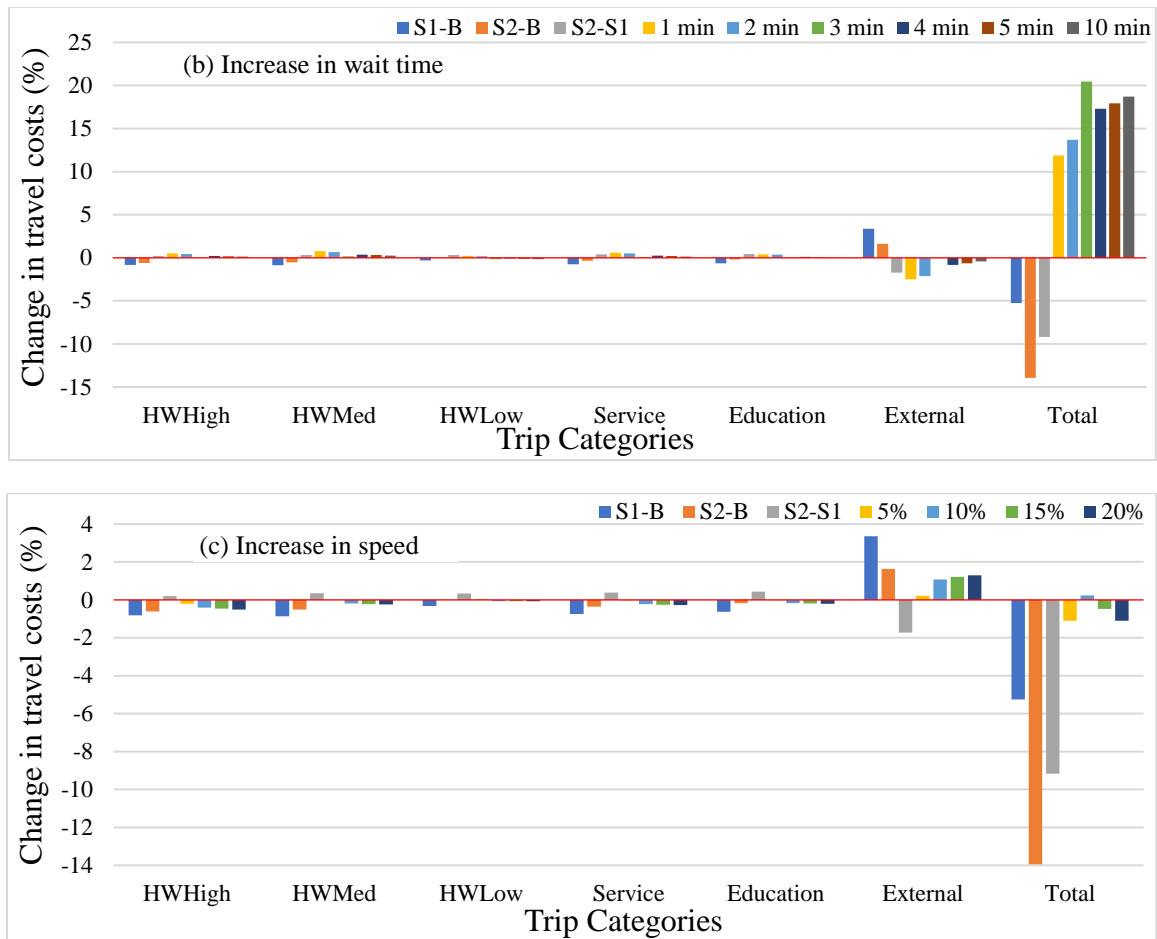 S1-B S2-B S2-S1 1 min 2 min 3 min 4 min 5 min 10 min
(b) Increase in wait time
Change in travel costs (%)
25
20
15
10
5
0
-5
-10
-15
HWHigh HWMed HWLow Service Education External Total
Trip Categories
S1-B S2-B S2-S1 5% 10% 15% 20%
(c) Increase in speed
Change in travel costs (%)
4
2
0
-2
-4
-6
-8
-10
-12
-14
HWHigh HWMed HWLow Service Education External Total
Trip Categories